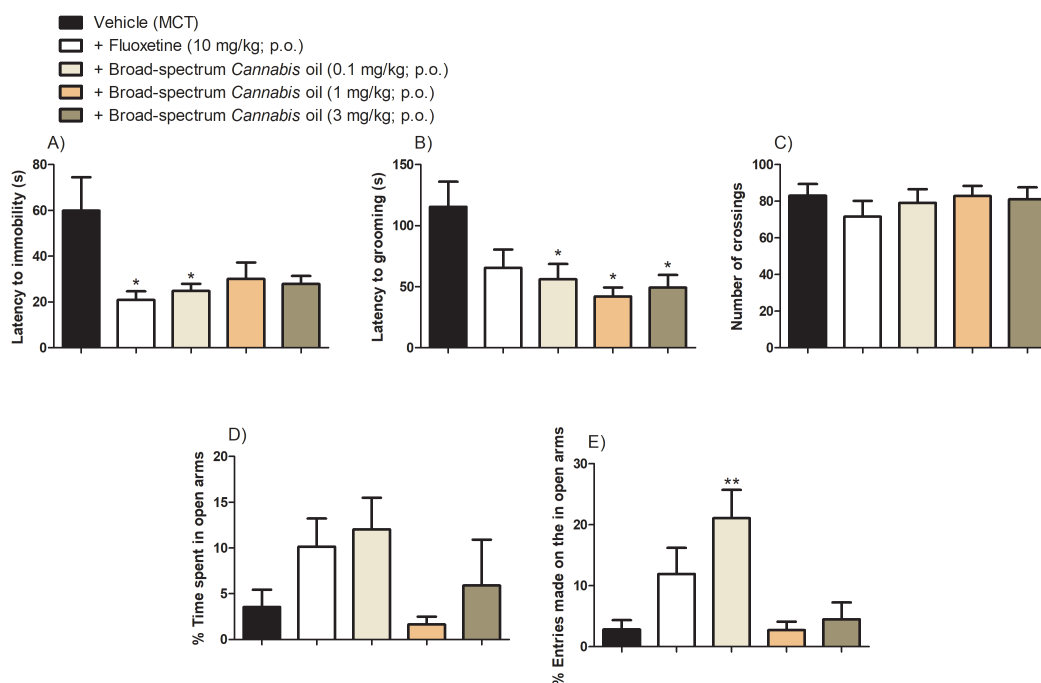 Vehicle (MCT)
+ Fluoxetine (10 mg/kg; p.o.)
+ Broad-spectrum Cannabis oil (0.1 mg/kg; p.o.)
+ Broad-spectrum Cannabis oil (1 mg/kg; p.o.)
+ Broad-spectrum Cannabis oil (3 mg/kg; p.o.)
A)
Latency to immobility (s)
80
60
40
20
0
*
*
B)
Latency to grooming (s)
150
100
50
0
*
*
*
C)
Number of crossings
100
80
60
40
20
0
D)
% Time spent in open arms
20
15
10
5
0
E)
% Entries made on the in open arms
30
20
10
0
**